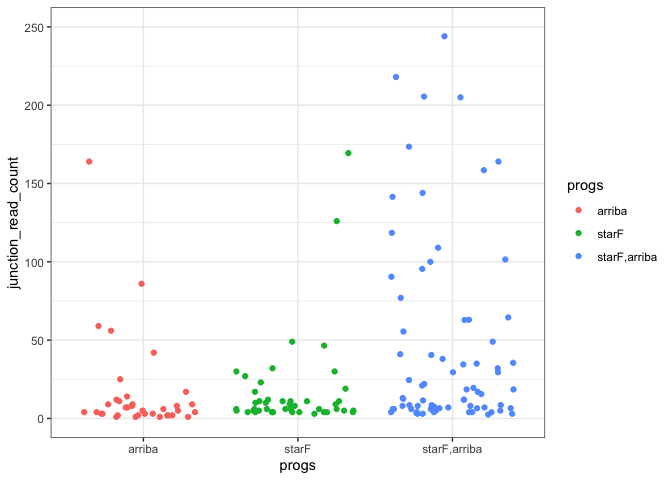 250
200
150
100
50
0
junction_read_count
arriba
starF
starF,arriba
progs
progs
arriba
starF
starF,arriba